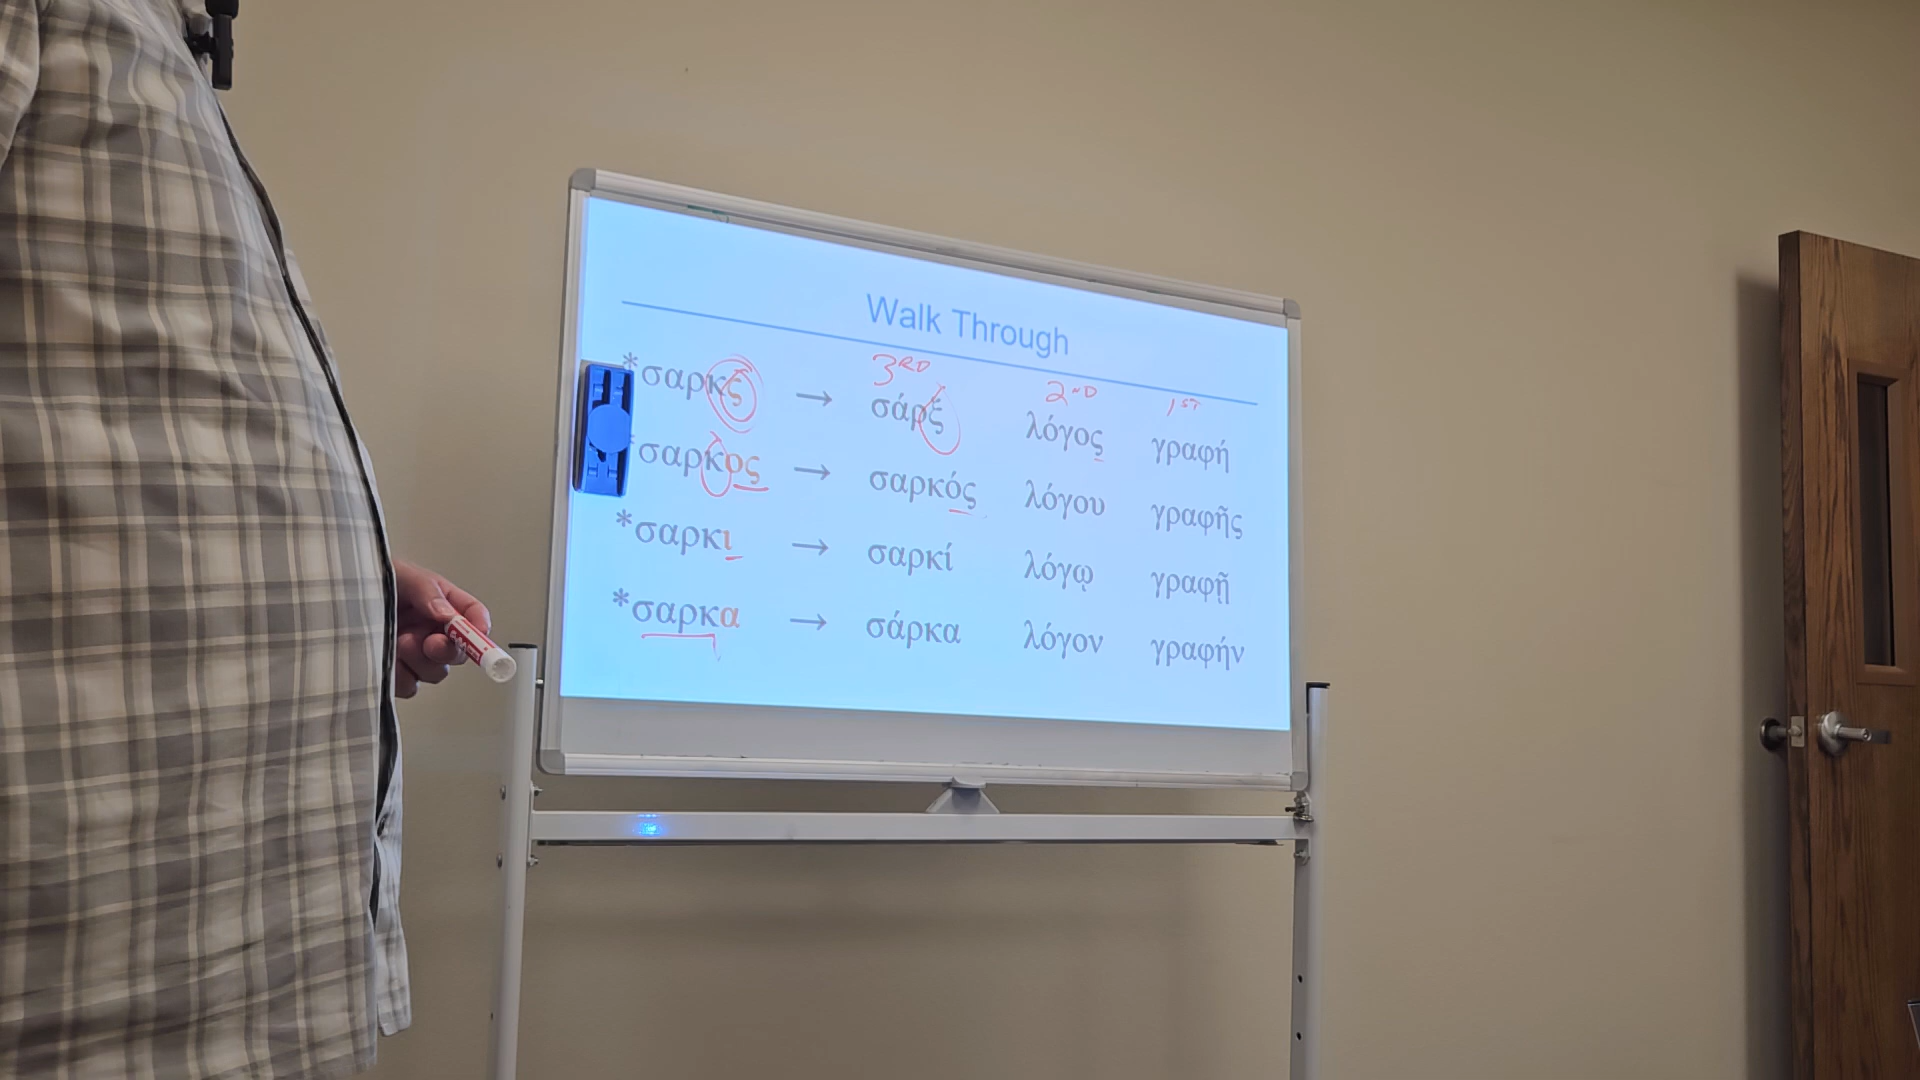 Walk Through
3RD 2ND 1ST
*σαρκς → σάρξ λόγος γραφή
*σαρκος → σαρκός λόγου γραφῆς
*σαρκι → σαρκί λόγῳ γραφῇ
*σαρκα → σάρκα λόγον γραφήν